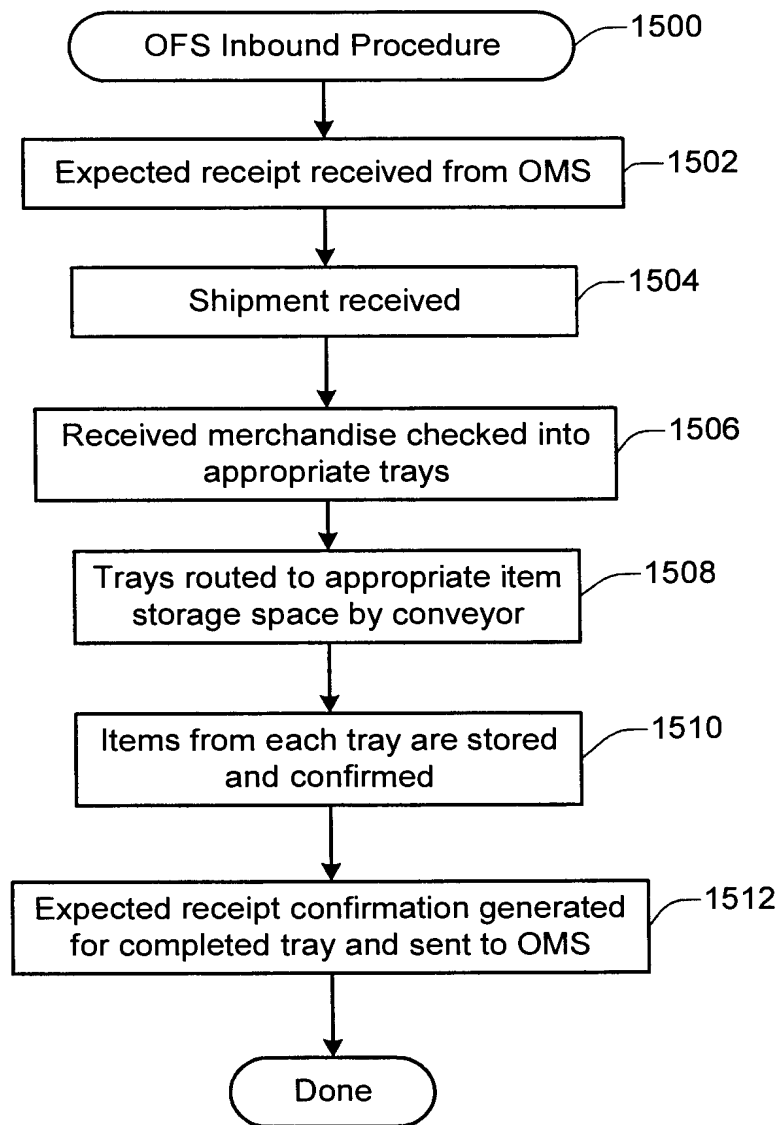 OFS Inbound Procedure
1500
Expected receipt received from OMS
1502
Shipment received
1504
Received merchandise checked into
appropriate trays
1506
Trays routed to appropriate item
storage space by conveyor
1508
Items from each tray are stored
and confirmed
1510
Expected receipt confirmation generated
for completed tray and sent to OMS
1512
Done